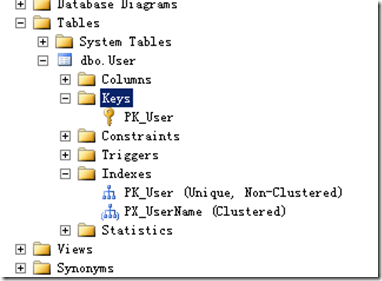 Database Diagrams
Tables
System Tables
dbo.User
Columns
Keys
PK_User
Constraints
Triggers
Indexes
PK_User (Unique, Non-Clustered)
PX_UserName (Clustered)
Statistics
Views
Synonyms